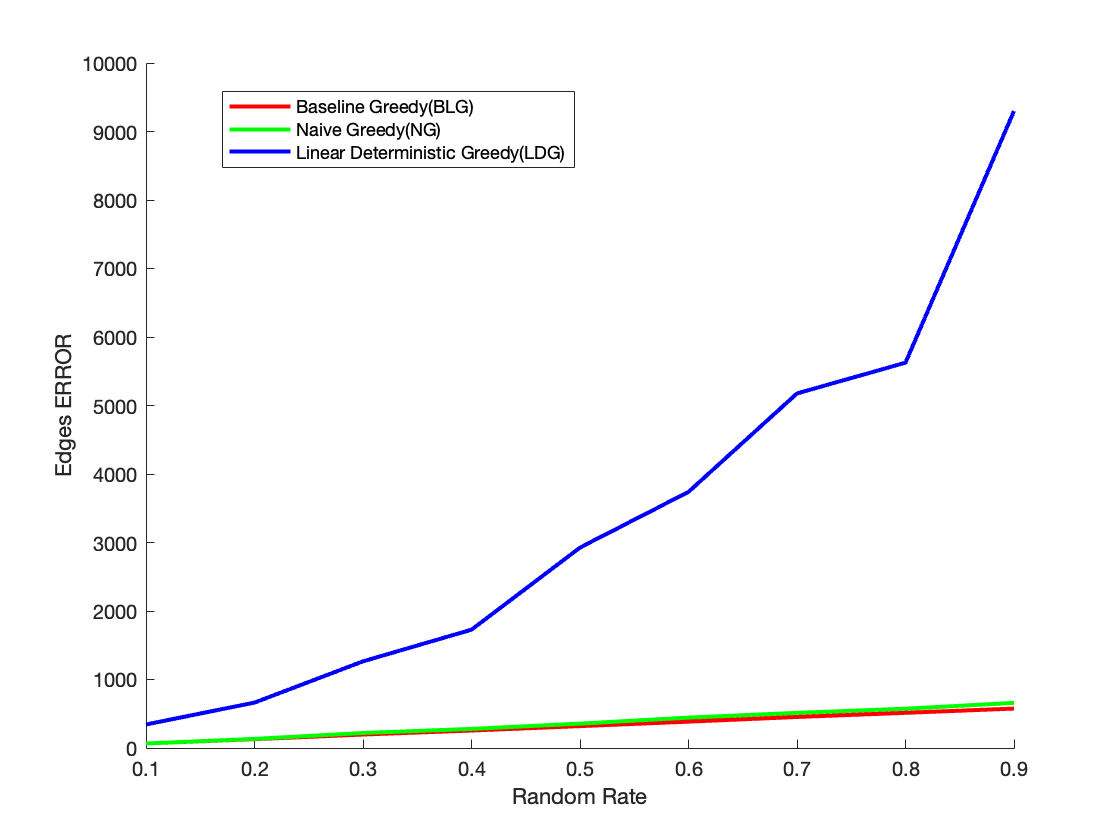 10000
9000
8000
7000
6000
5000
4000
3000
2000
1000
0
Edges ERROR
Baseline Greedy(BLG)
Naive Greedy(NG)
Linear Deterministic Greedy(LDG)
0.1 0.2 0.3 0.4 0.5 0.6 0.7 0.8 0.9
Random Rate